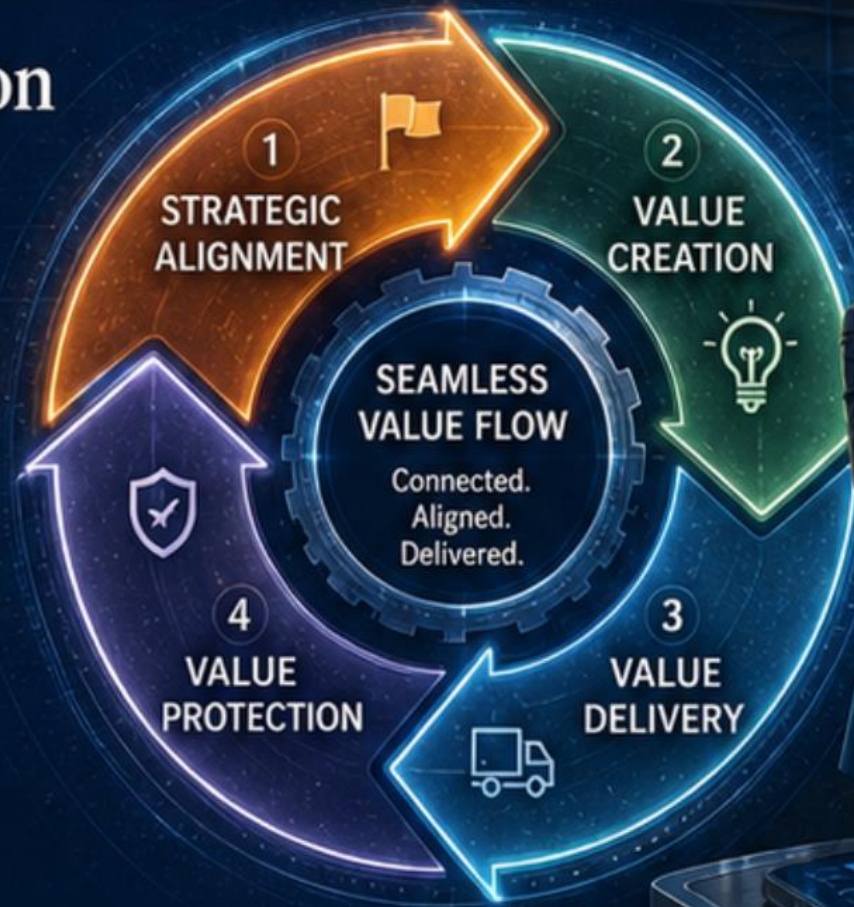 on
1
STRATEGIC
ALIGNMENT
2
VALUE
CREATION
SEAMLESS
VALUE FLOW
Connected.
Aligned.
Delivered.
3
VALUE
DELIVERY
4
VALUE
PROTECTION